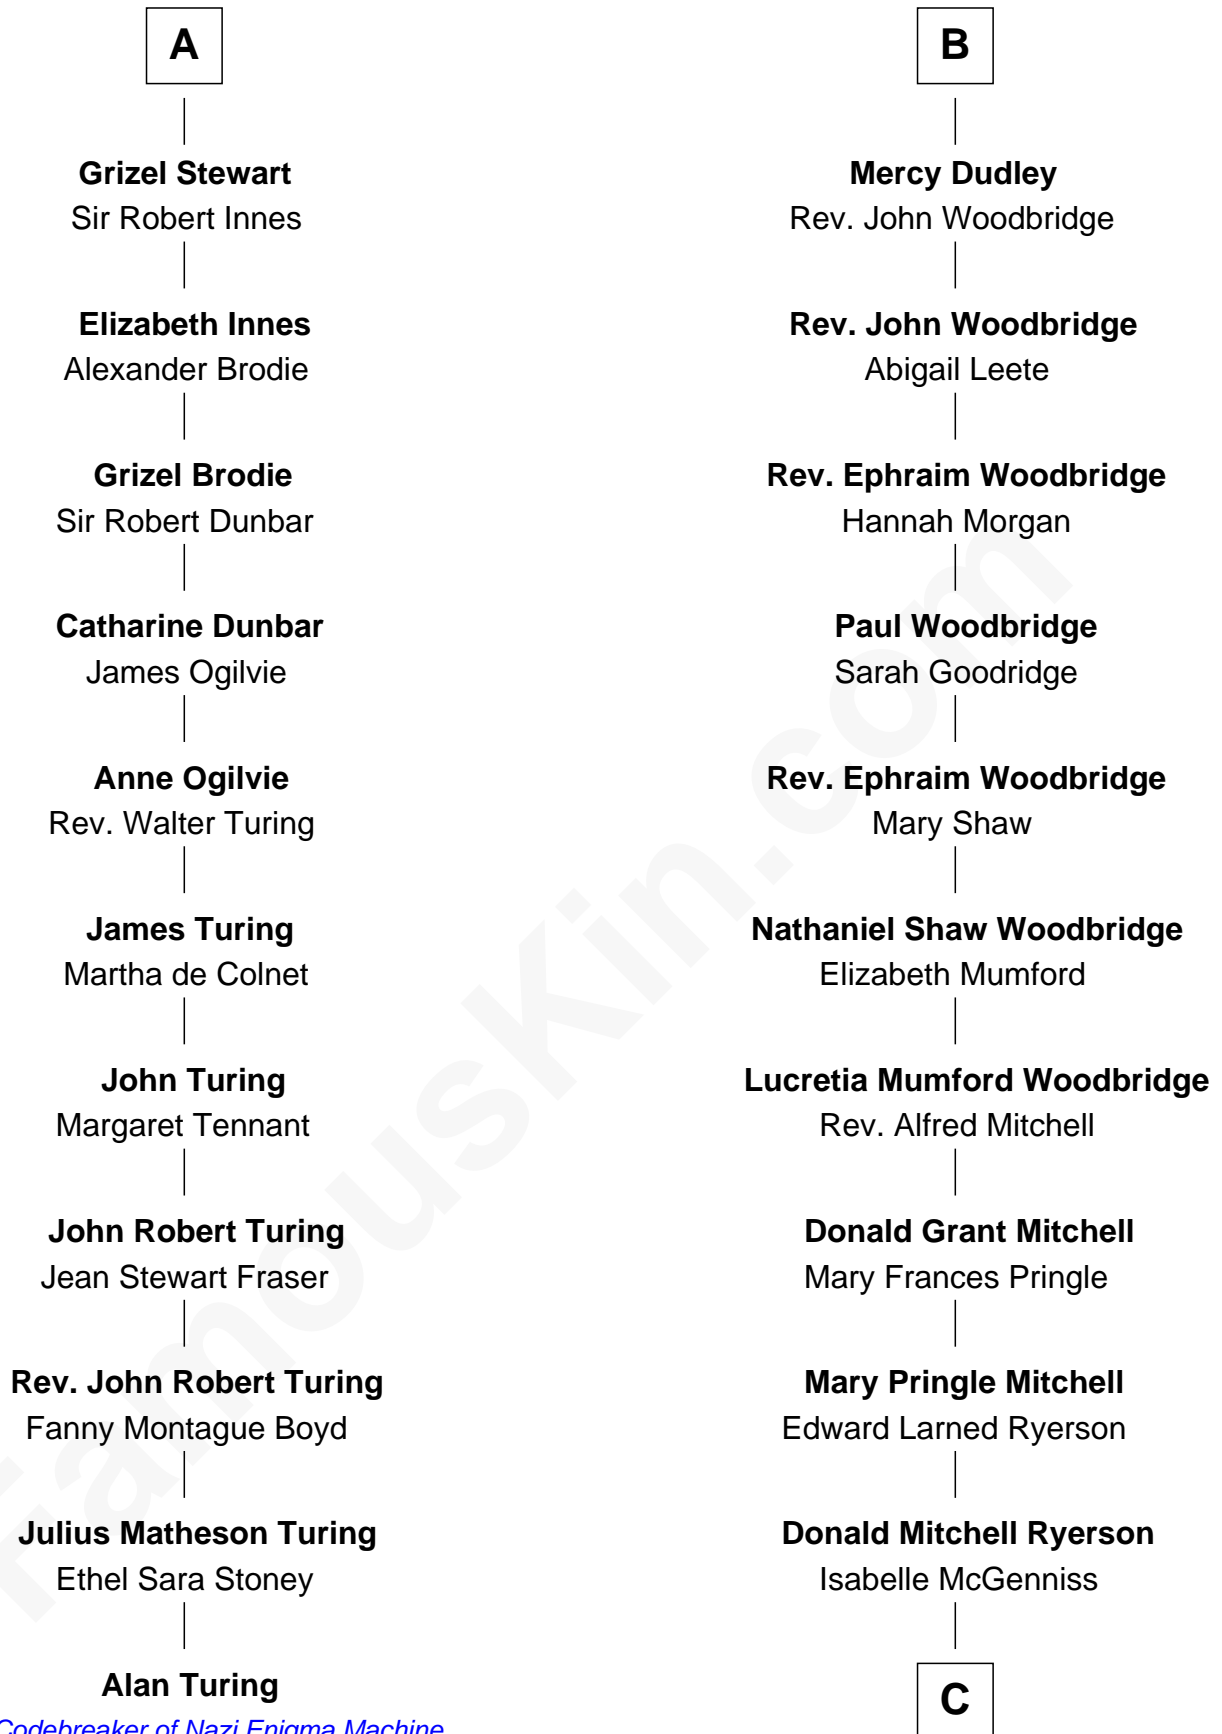 A
Grizel Stewart
Sir Robert Innes
Elizabeth Innes
Alexander Brodie
Grizel Brodie
Sir Robert Dunbar
Catharine Dunbar
James Ogilvie
Anne Ogilvie
Rev. Walter Turing
James Turing
Martha de Colnet
John Turing
Margaret Tennant
John Robert Turing
Jean Stewart Fraser
Rev. John Robert Turing
Fanny Montague Boyd
Julius Matheson Turing
Ethel Sara Stoney
Alan Turing
Codebreaker of Nazi Enigma Machine
B
Mercy Dudley
Rev. John Woodbridge
Rev. John Woodbridge
Abigail Leete
Rev. Ephraim Woodbridge
Hannah Morgan
Paul Woodbridge
Sarah Goodridge
Rev. Ephraim Woodbridge
Mary Shaw
Nathaniel Shaw Woodbridge
Elizabeth Mumford
Lucretia Mumford Woodbridge
Rev. Alfred Mitchell
Donald Grant Mitchell
Mary Frances Pringle
Mary Pringle Mitchell
Edward Larned Ryerson
Donald Mitchell Ryerson
Isabelle McGenniss
C
FamousKin.com